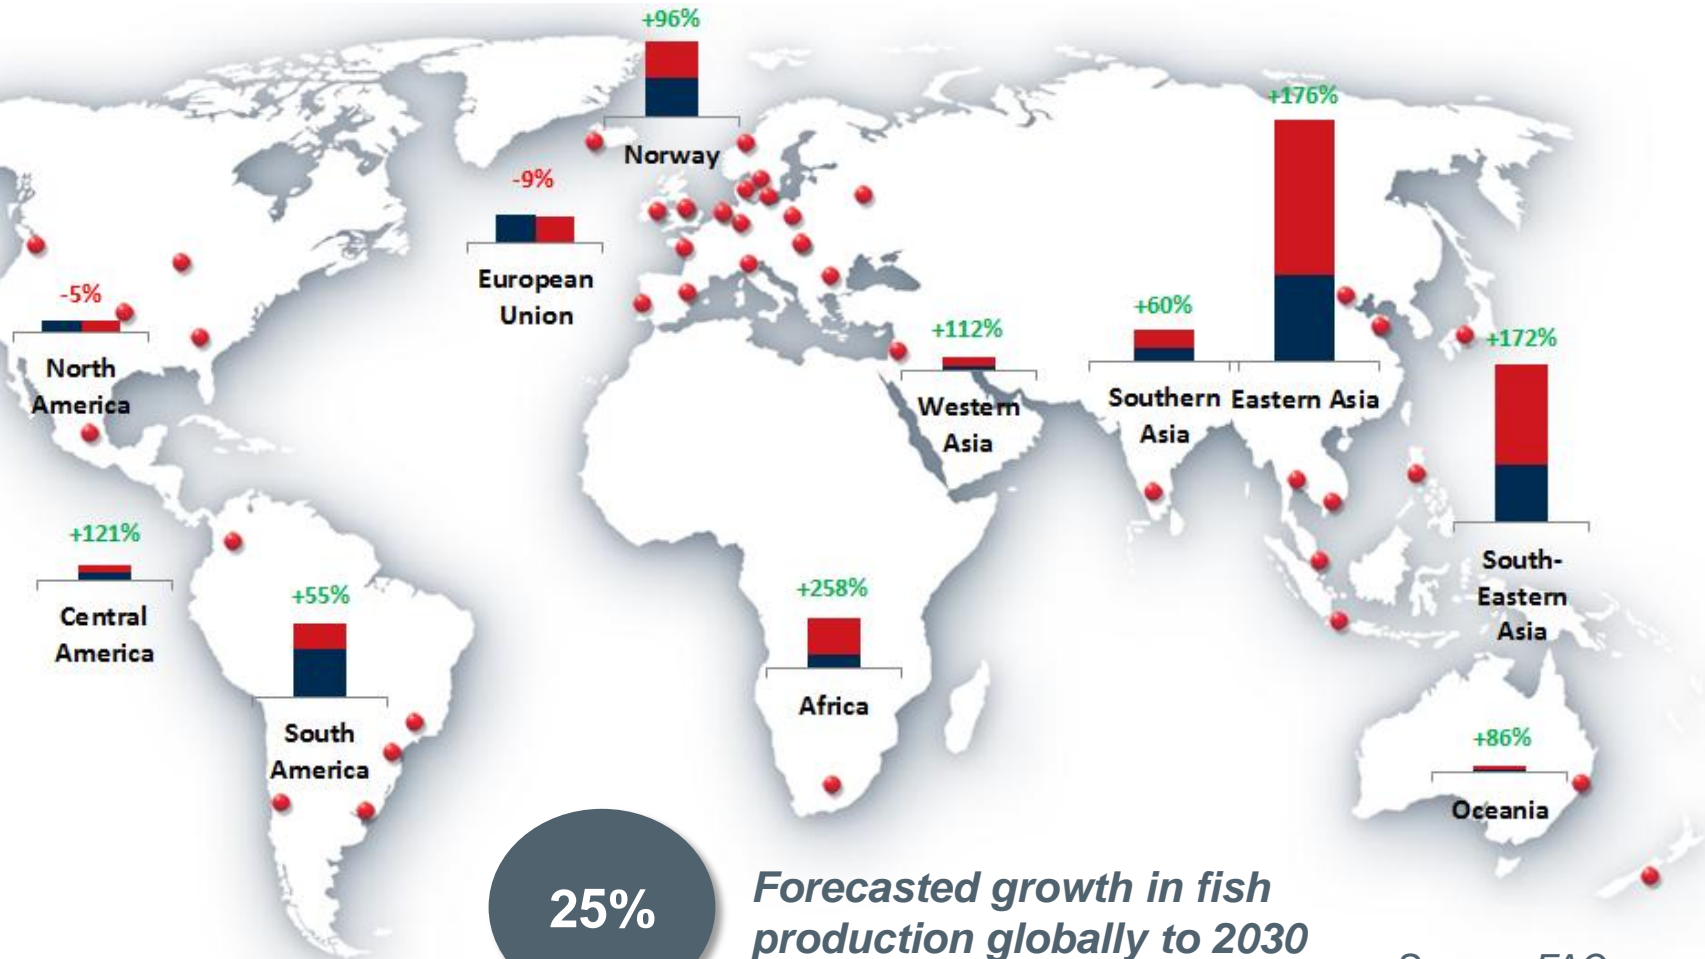 +96%
Norway
-9%
European
Union
-5%
North
America
+121%
Central
America
+55%
South
America
+112%
Western
Asia
+258%
Africa
+60%
Southern
Asia
+176%
Eastern Asia
+172%
South-
Eastern
Asia
+86%
Oceania
25%
Forecasted growth in fish
production globally to 2030